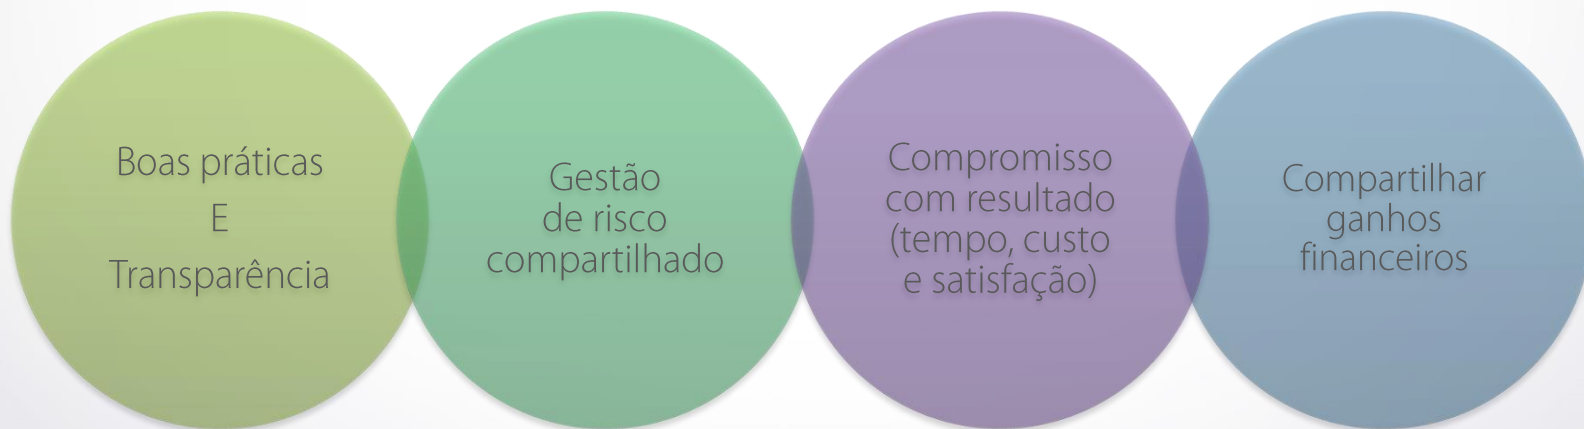 Boas práticas
E
Transparência
Gestão
de risco
compartilhado
Compromisso
com resultado
(tempo, custo
e satisfação)
Compartilhar
ganhos
financeiros